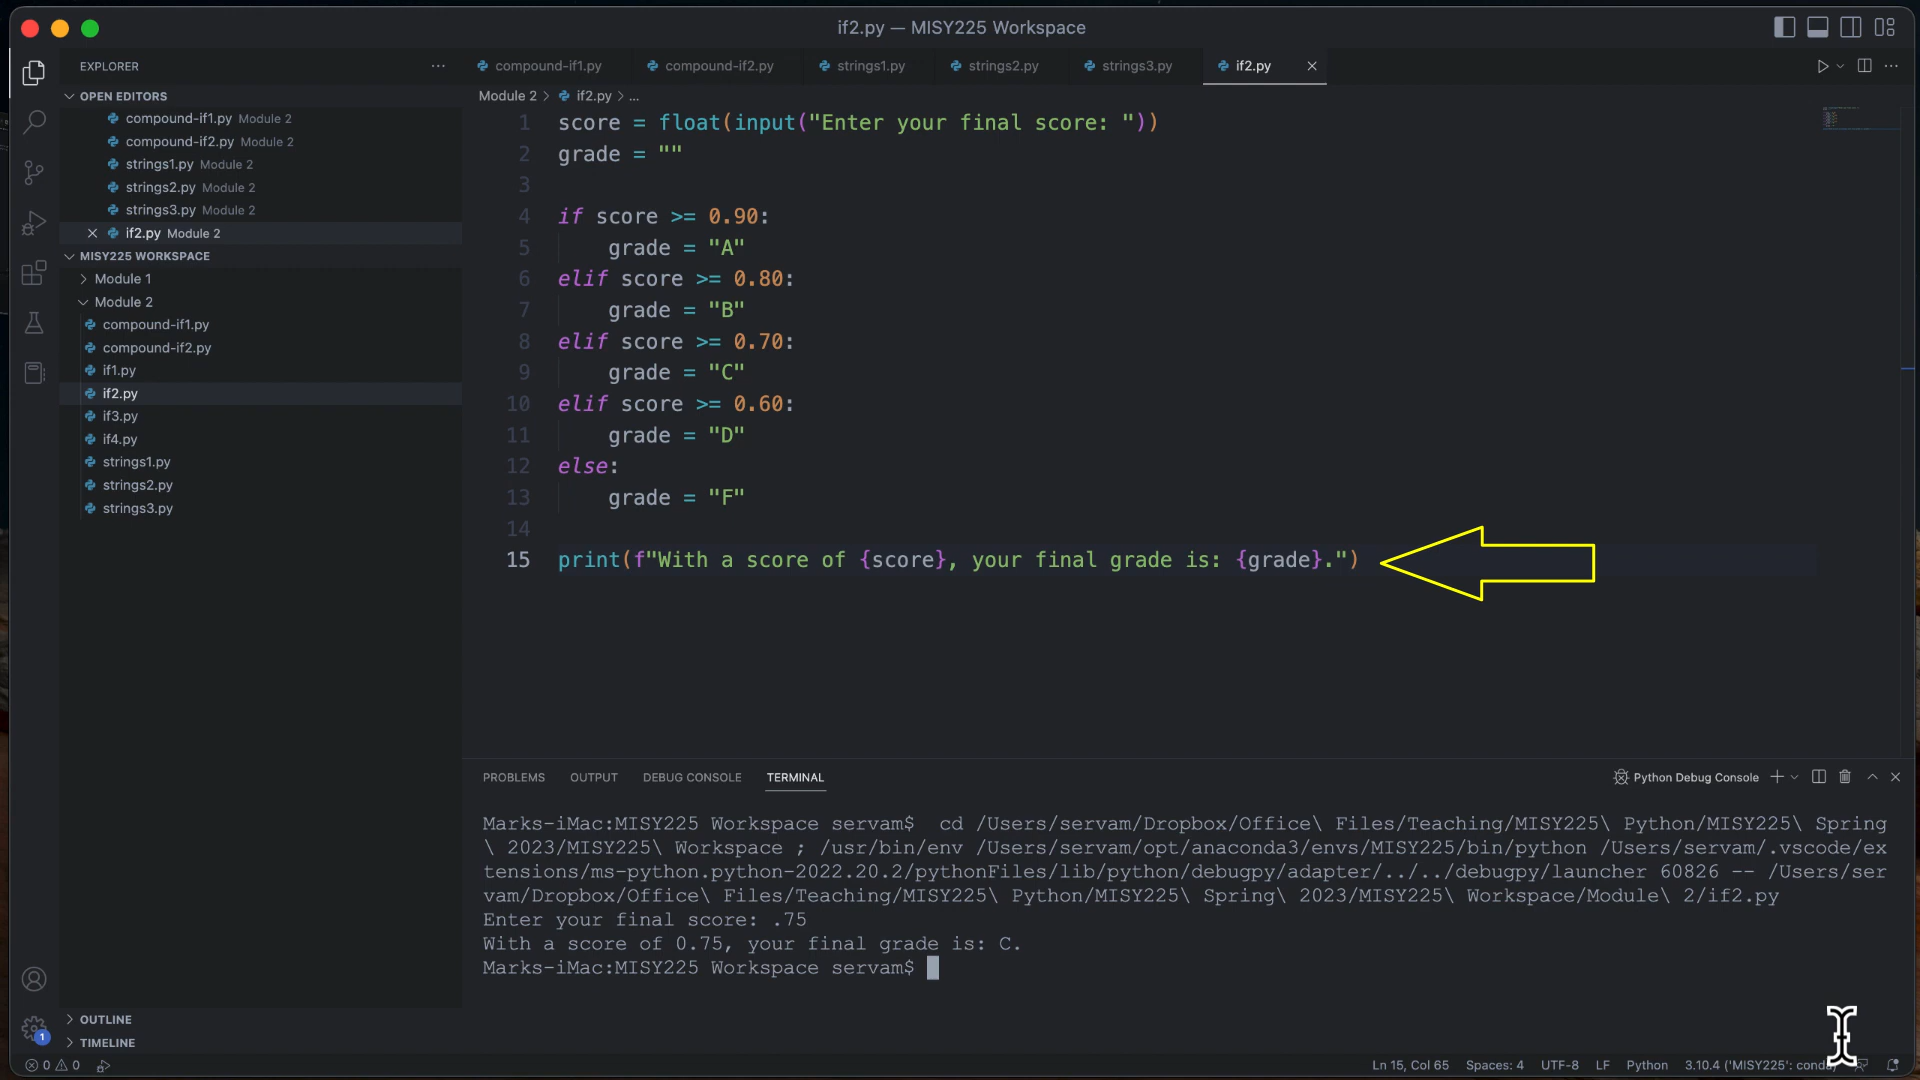 if2.py — MISY225 Workspace
EXPLORER
compound-if1.py
compound-if2.py
strings1.py
strings2.py
strings3.py
if2.py
OPEN EDITORS
compound-if1.py Module 2
compound-if2.py Module 2
strings1.py Module 2
strings2.py Module 2
strings3.py Module 2
if2.py Module 2
MISY225 WORKSPACE
Module 1
Module 2
compound-if1.py
compound-if2.py
if1.py
if2.py
if3.py
if4.py
strings1.py
strings2.py
strings3.py
OUTLINE
TIMELINE
Module 2 > if2.py > ...
1 score = float(input("Enter your final score: "))
2 grade = ""
3
4 if score >= 0.90:
5     grade = "A"
6 elif score >= 0.80:
7     grade = "B"
8 elif score >= 0.70:
9     grade = "C"
10 elif score >= 0.60:
11     grade = "D"
12 else:
13     grade = "F"
14
15 print(f"With a score of {score}, your final grade is: {grade}.")
PROBLEMS OUTPUT DEBUG CONSOLE TERMINAL
Python Debug Console
Marks-iMac:MISY225 Workspace servam$  cd /Users/servam/Dropbox/Office\ Files/Teaching/MISY225\ Python/MISY225\ Spring
\ 2023/MISY225\ Workspace ; /usr/bin/env /Users/servam/opt/anaconda3/envs/MISY225/bin/python /Users/servam/.vscode/ex
tensions/ms-python.python-2022.20.2/pythonFiles/lib/python/debugpy/adapter/../../debugpy/launcher 60826 -- /Users/ser
vam/Dropbox/Office\ Files/Teaching/MISY225\ Python/MISY225\ Spring\ 2023/MISY225\ Workspace/Module\ 2/if2.py
Enter your final score: .75
With a score of 0.75, your final grade is: C.
Marks-iMac:MISY225 Workspace servam$
1
0 0
Ln 15, Col 65 Spaces: 4 UTF-8 LF Python 3.10.4 ('MISY225': conda